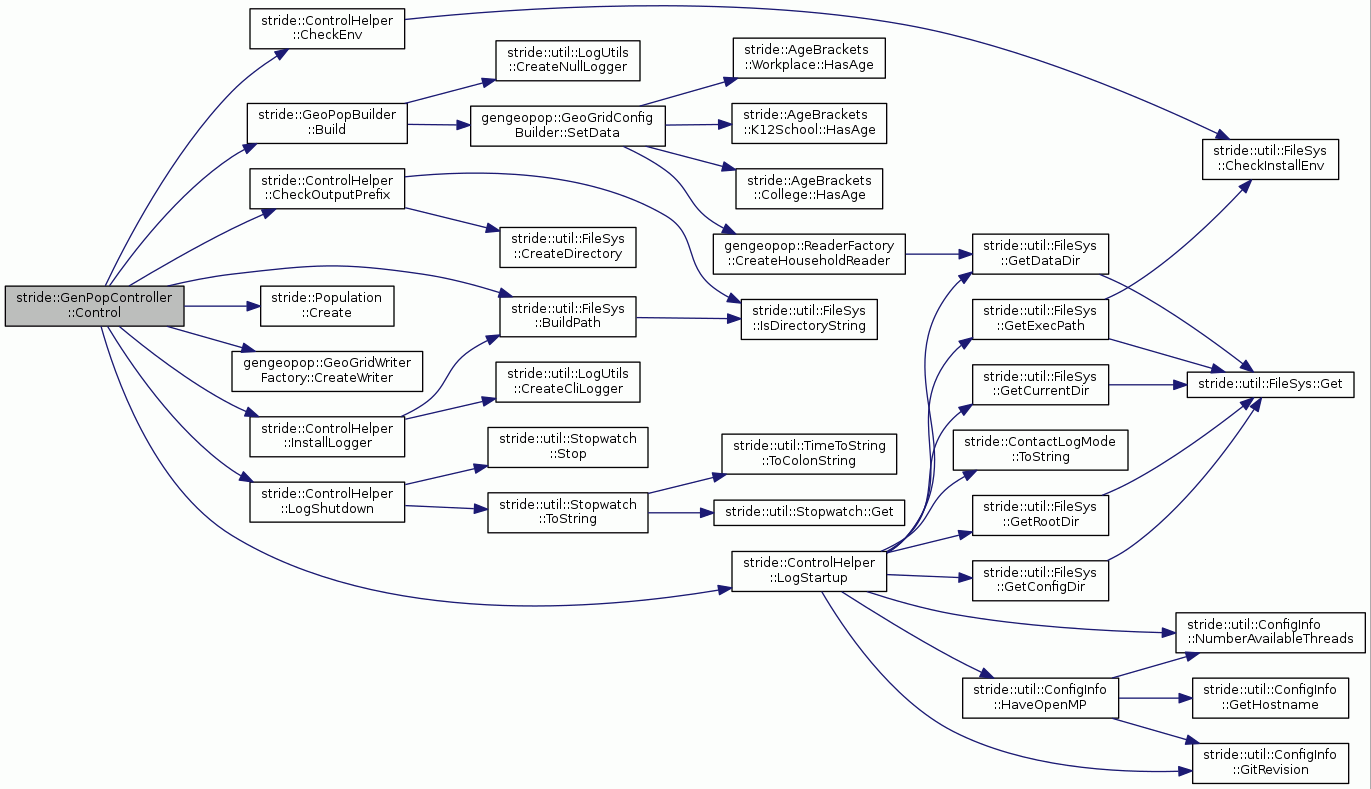 stride::ControlHelper
::CheckEnv
stride::util::LogUtils
::CreateNullLogger
stride::AgeBrackets
::Workplace::HasAge
stride::GeoPopBuilder
::Build
gengeopop::GeoGridConfig
Builder::SetData
stride::AgeBrackets
::K12School::HasAge
stride::util::FileSys
::CheckInstallEnv
stride::ControlHelper
::CheckOutputPrefix
stride::AgeBrackets
::College::HasAge
stride::util::FileSys
::CreateDirectory
gengeopop::ReaderFactory
::CreateHouseholdReader
stride::util::FileSys
::GetDataDir
stride::GenPopController
::Control
stride::Population
::Create
stride::util::FileSys
::BuildPath
stride::util::FileSys
::IsDirectoryString
stride::util::FileSys
::GetExecPath
gengeopop::GeoGridWriter
Factory::CreateWriter
stride::util::LogUtils
::CreateCliLogger
stride::util::FileSys
::GetCurrentDir
stride::util::FileSys::Get
stride::ControlHelper
::InstallLogger
stride::util::Stopwatch
::Stop
stride::util::TimeToString
::ToColonString
stride::ContactLogMode
::ToString
stride::ControlHelper
::LogShutdown
stride::util::Stopwatch
::ToString
stride::util::Stopwatch::Get
stride::util::FileSys
::GetRootDir
stride::ControlHelper
::LogStartup
stride::util::FileSys
::GetConfigDir
stride::util::ConfigInfo
::NumberAvailableThreads
stride::util::ConfigInfo
::HaveOpenMP
stride::util::ConfigInfo
::GetHostname
stride::util::ConfigInfo
::GitRevision